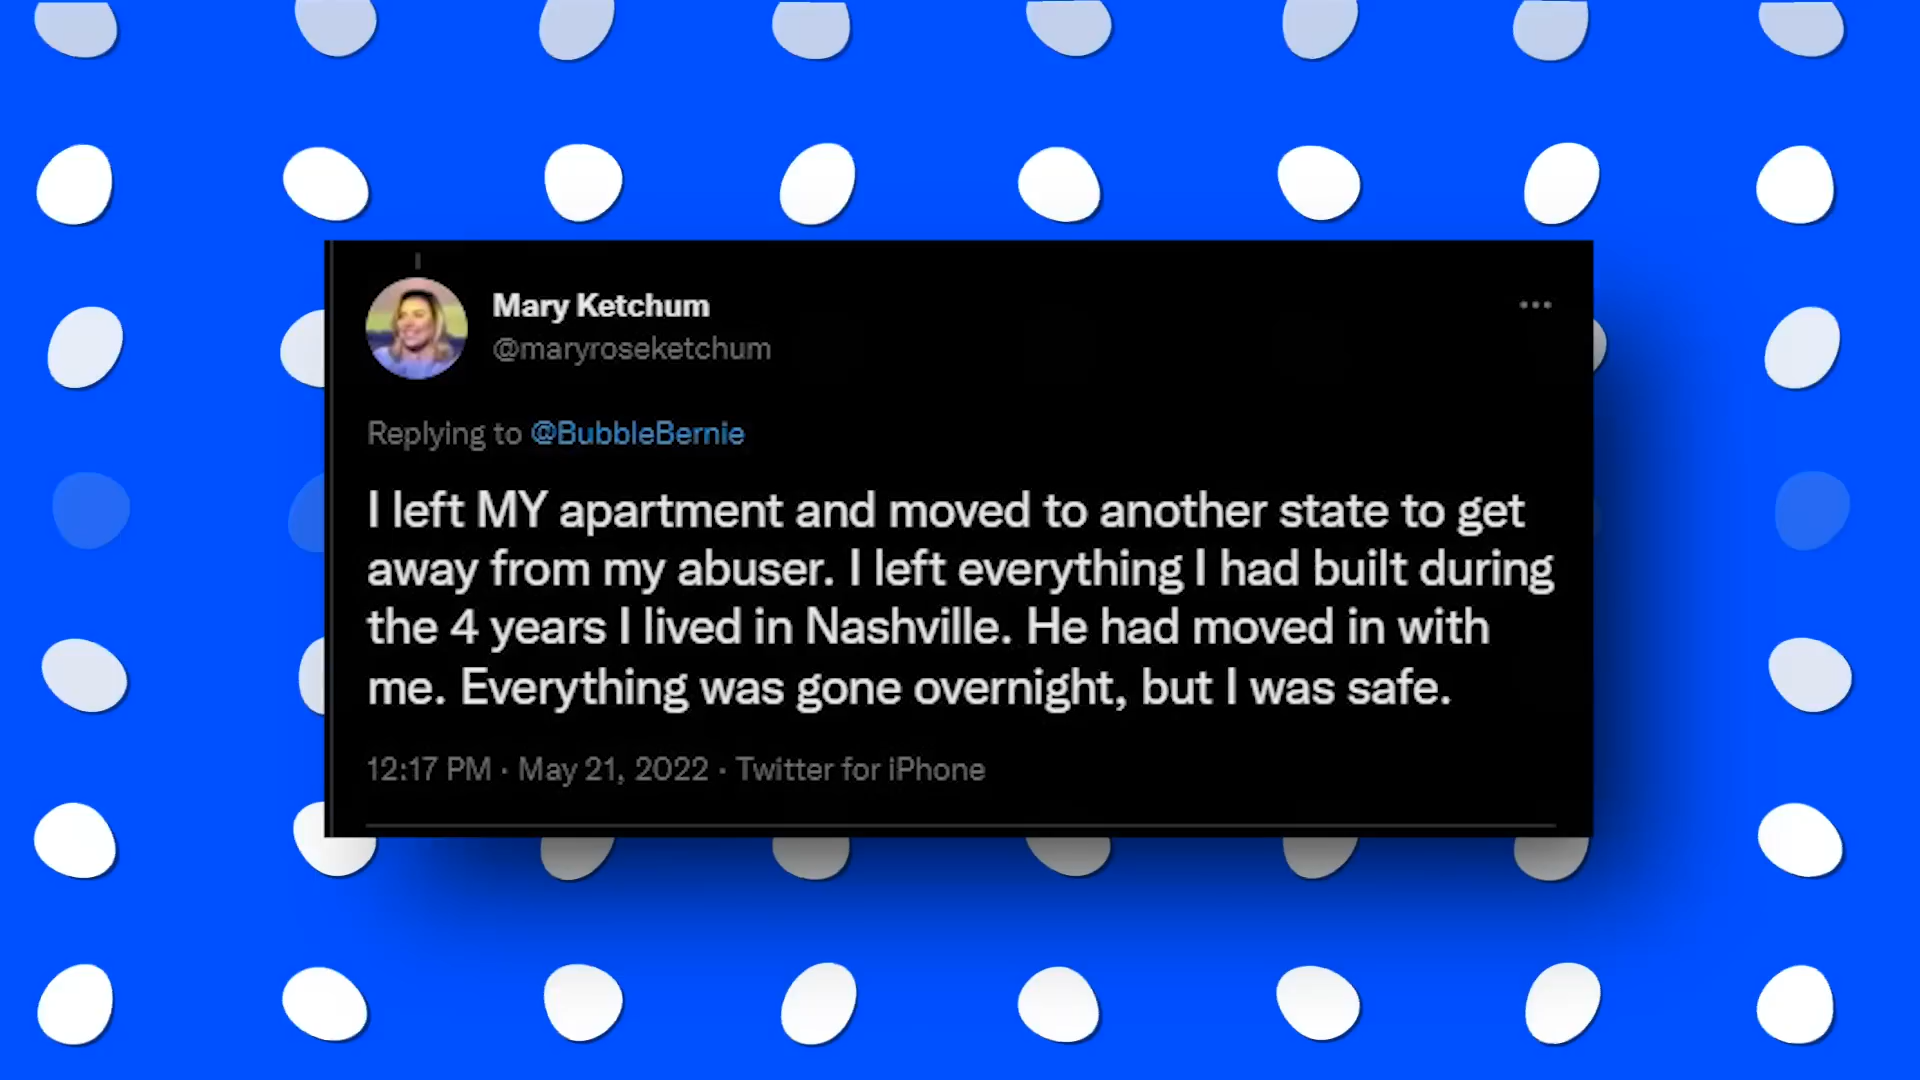 Mary Ketchum
@maryroseketchum
Replying to @BubbleBernie
I left MY apartment and moved to another state to get
away from my abuser. I left everything I had built during
the 4 years I lived in Nashville. He had moved in with
me. Everything was gone overnight, but I was safe.
12:17 PM · May 21, 2022 · Twitter for iPhone